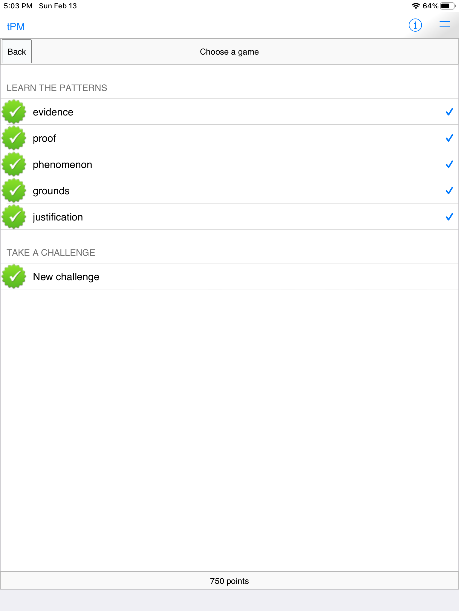 5:03 PM Sun Feb 13
64%
tPM
Back
Choose a game
LEARN THE PATTERNS
evidence
proof
phenomenon
grounds
justification
TAKE A CHALLENGE
New challenge
750 points